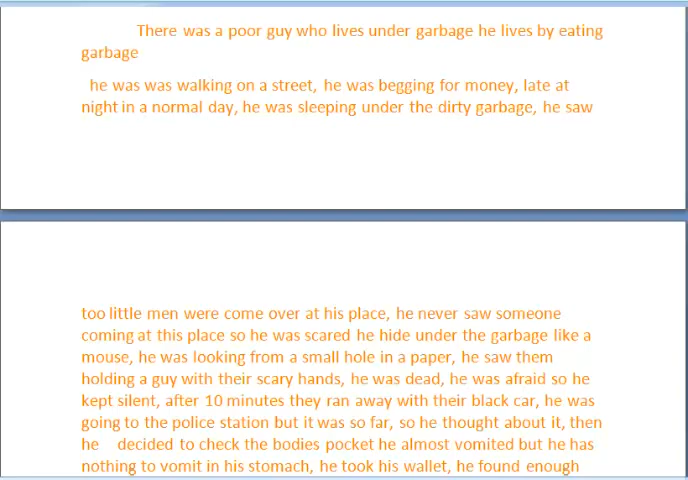 There was a poor guy who lives under garbage he lives by eating
garbage
he was was walking on a street, he was begging for money, late at
night in a normal day, he was sleeping under the dirty garbage, he saw
too little men were come over at his place, he never saw someone
coming at this place so he was scared he hide under the garbage like a
mouse, he was looking from a small hole in a paper, he saw them
holding a guy with their scary hands, he was dead, he was afraid so he
kept silent, after 10 minutes they ran away with their black car, he was
going to the police station but it was so far, so he thought about it, then
he decided to check the bodies pocket he almost vomited but he has
nothing to vomit in his stomach, he took his wallet, he found enough